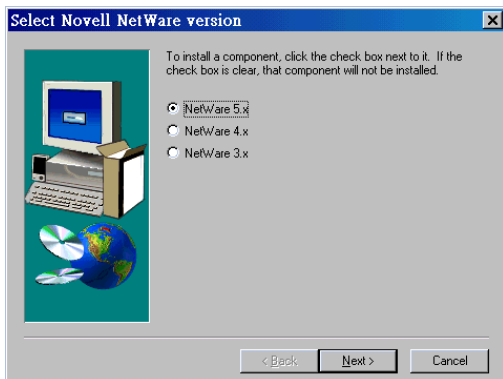 Select Novell NetWare version
To install a component, click the check box next to it. If the
check box is clear, that component will not be installed.
NetWare 5.x
NetWare 4.x
NetWare 3.x
< Back
Next >
Cancel